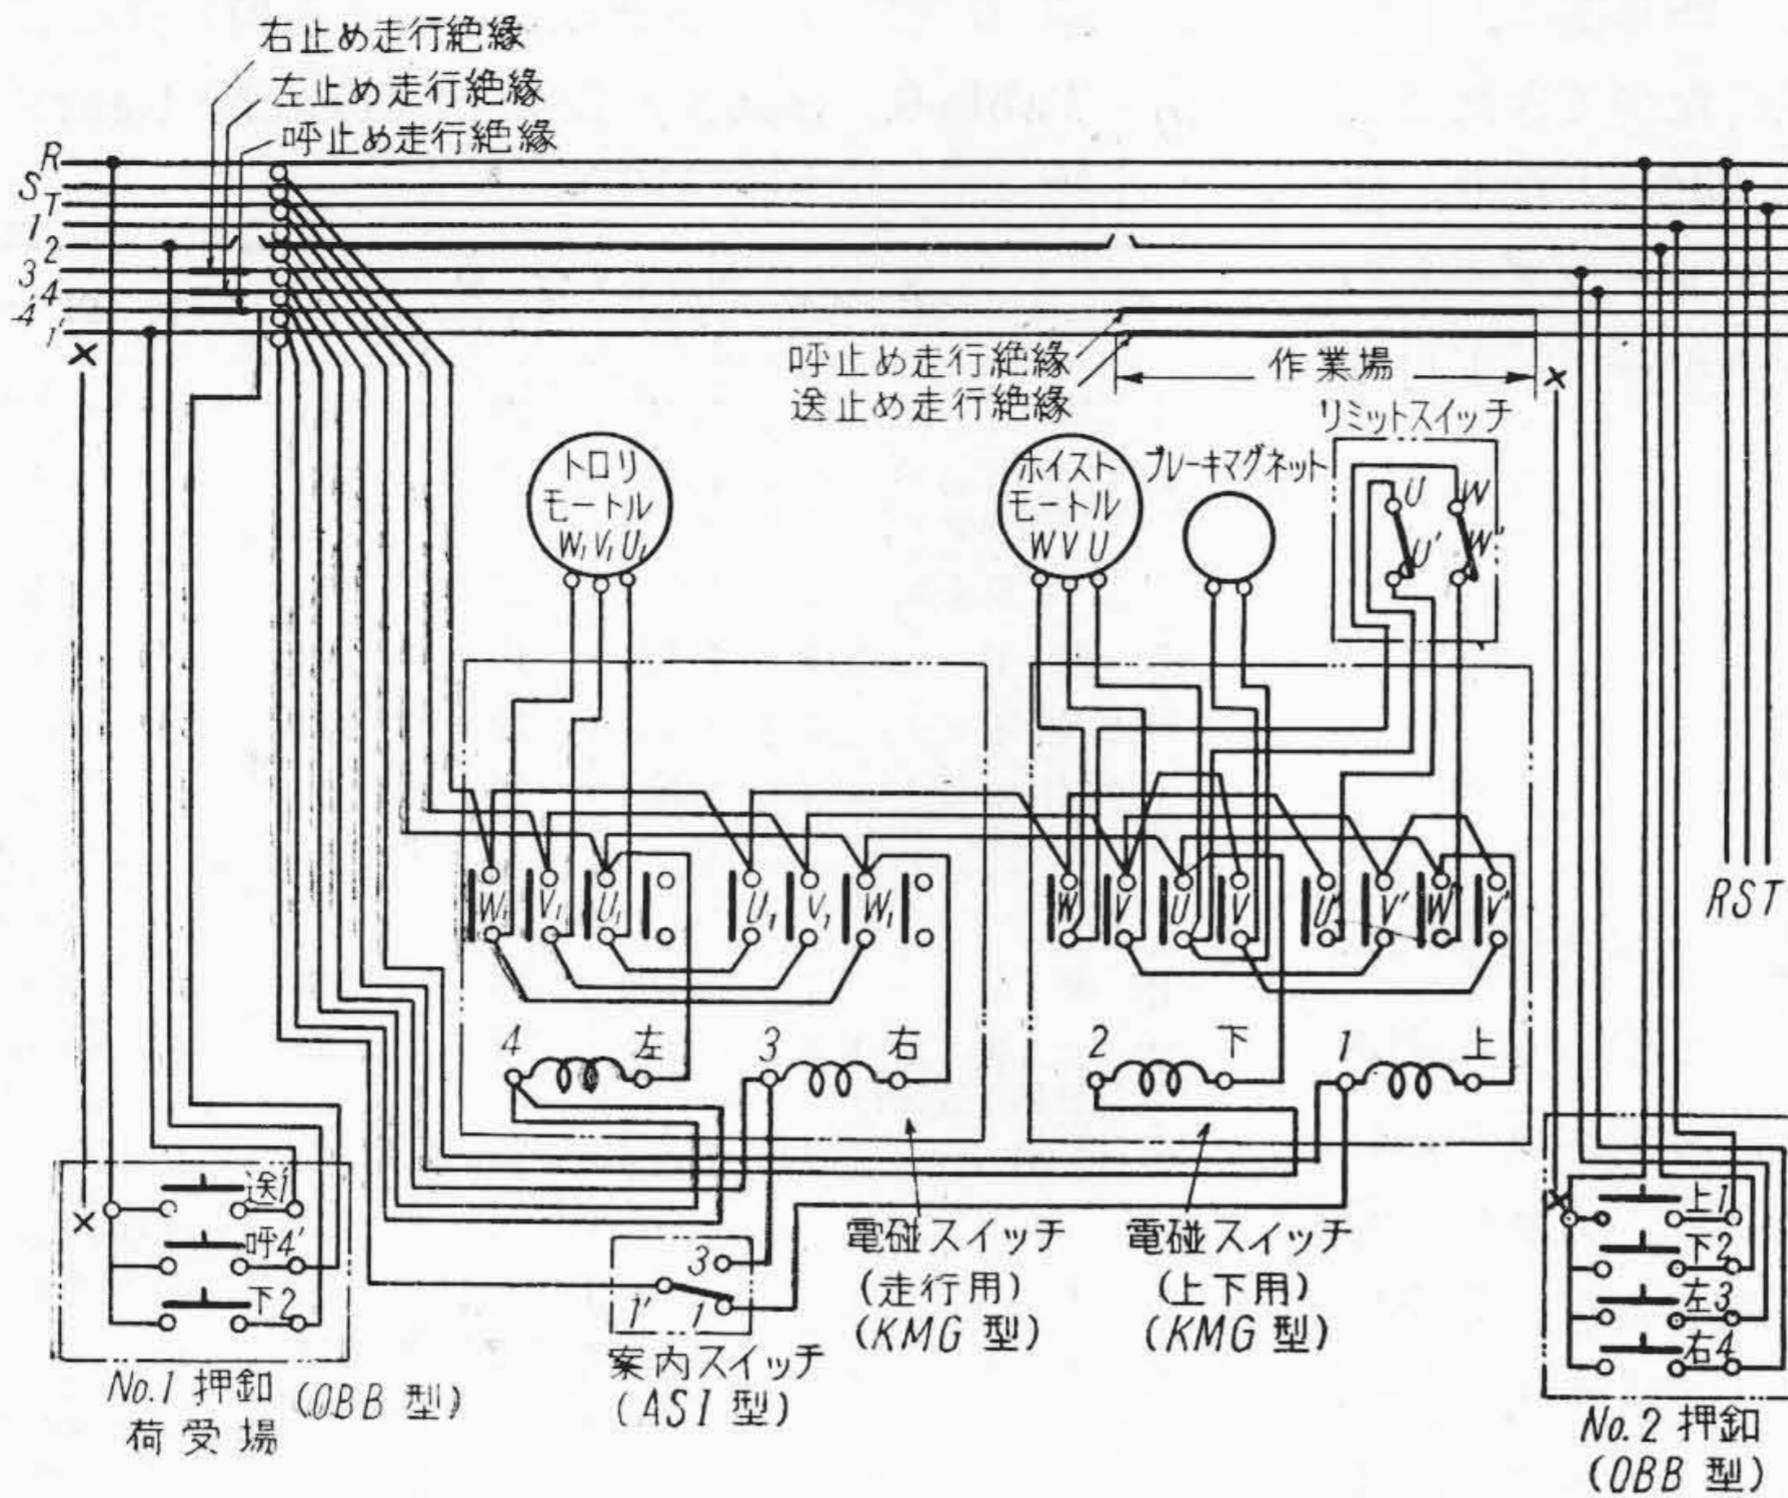 右止め走行絶縁
左止め走行絶縁
呼止め走行絶縁
R
S
T
1
2
3
4
4'
1'
呼止め走行絶縁
送止め走行絶縁
作業場
リミットスイッチ
U W
U' W'
トロリ
モートル
W₁ V₁ U₁
ホイスト
モートル
W V U
ブレーキマグネット
RST
W₁ V₁ U₁ U₁ V₁ W₁
W V U V U' V' W' V'
4 左 3 右
2 下 1 上
送1'
呼4'
下2
No.1 押釦 (OBB 型)
荷受場
3
1' 1
案内スイッチ
(AS1 型)
電磁スイッチ
(走行用)
(KMG 型)
電磁スイッチ
(上下用)
(KMG 型)
上1
下2
左3
右4
No.2 押釦
(OBB 型)